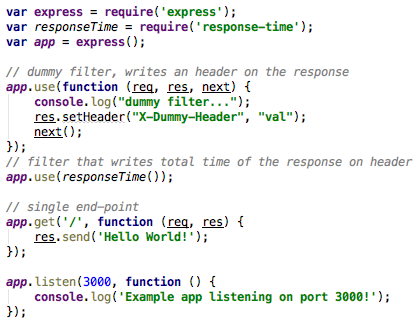 var express = require('express');
var responseTime = require('response-time');
var app = express();
// dummy filter, writes an header on the response
app.use(function (req, res, next) {
    console.log("dummy filter...");
    res.setHeader("X-Dummy-Header", "val");
    next();
});
// filter that writes total time of the response on header
app.use(responseTime());
// single end-point
app.get('/', function (req, res) {
    res.send('Hello World!');
});
app.listen(3000, function () {
    console.log('Example app listening on port 3000!');
});